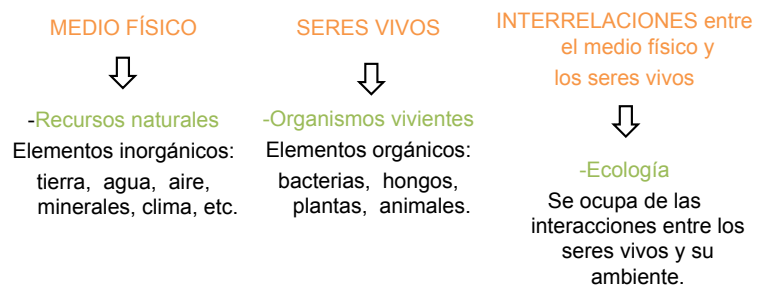 MEDIO FÍSICO
-Recursos naturales
Elementos inorgánicos:
tierra, agua, aire,
minerales, clima, etc.
SERES VIVOS
-Organismos vivientes
Elementos orgánicos:
bacterias, hongos,
plantas, animales.
INTERRELACIONES entre
el medio físico y
los seres vivos
-Ecología
Se ocupa de las
interacciones entre los
seres vivos y su
ambiente.